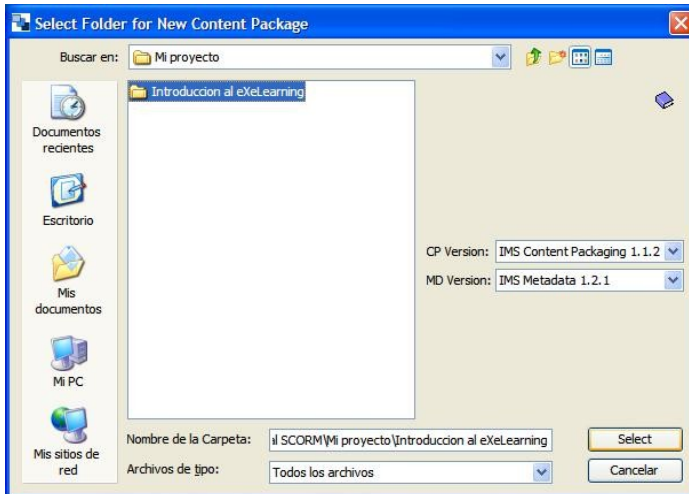 Select Folder for New Content Package
Buscar en: Mi proyecto
Introduccion al eXeLearning
Documentos
recientes
Escritorio
Mis
documentos
Mi PC
Mis sitios de
red
CP Version: IMS Content Packaging 1.1.2
MD Version: IMS Metadata 1.2.1
Nombre de la Carpeta: al SCORM\Mi proyecto\Introduccion al eXeLearning Select
Archivos de tipo: Todos los archivos Cancelar